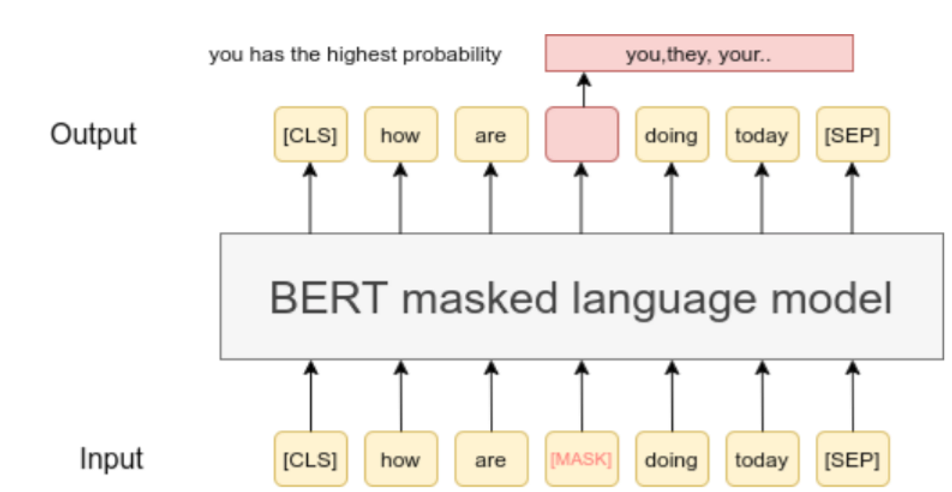 you has the highest probability you,they, your..
Output [CLS] how are doing today [SEP]
BERT masked language model
Input [CLS] how are [MASK] doing today [SEP]